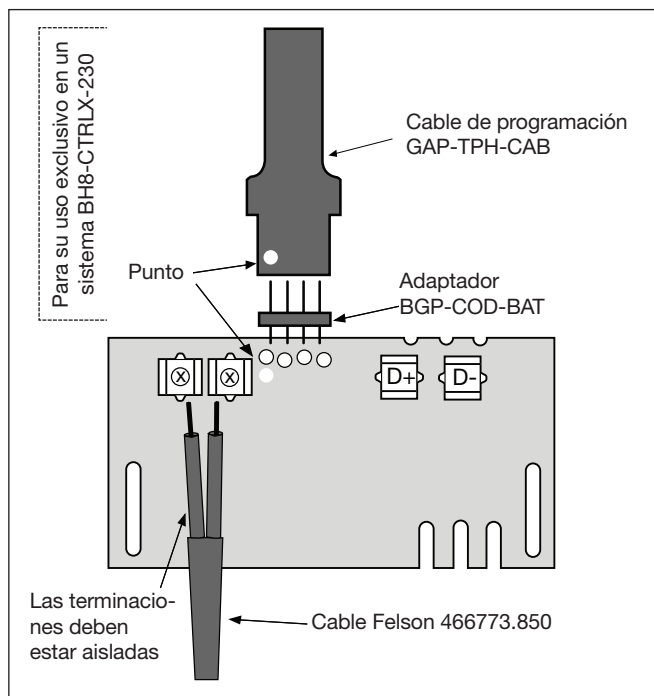 Para su uso exclusivo en un
sistema BH8-CTRLX-230
Cable de programación
GAP-TPH-CAB
Punto
Adaptador
BGP-COD-BAT
X
X
D+
D-
Las terminacio-
nes deben
estar aisladas
Cable Felson 466773.850